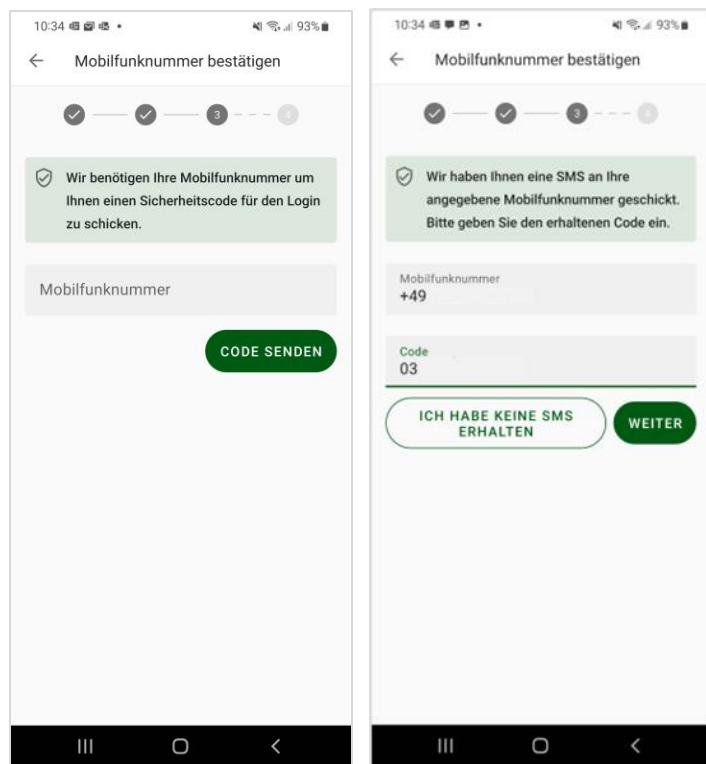 10:34
93%
Mobilfunknummer bestätigen
3
4
Wir benötigen Ihre Mobilfunknummer um
Ihnen einen Sicherheitscode für den Login
zu schicken.
Mobilfunknummer
CODE SENDEN
10:34
93%
Mobilfunknummer bestätigen
3
4
Wir haben Ihnen eine SMS an Ihre
angegebene Mobilfunknummer geschickt.
Bitte geben Sie den erhaltenen Code ein.
Mobilfunknummer
+49
Code
03
ICH HABE KEINE SMS
ERHALTEN
WEITER